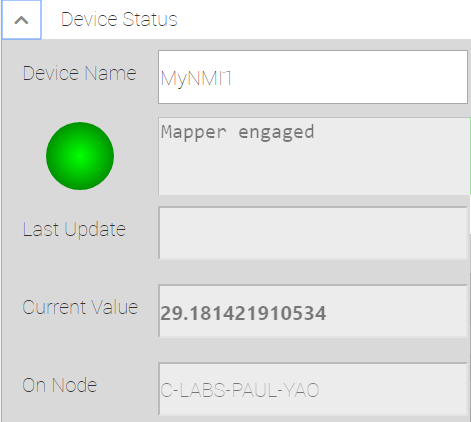 Device Status
Device Name
MyNMI1
Mapper engaged
Last Update
Current Value
29.181421910534
On Node
C-LABS-PAUL-YAO